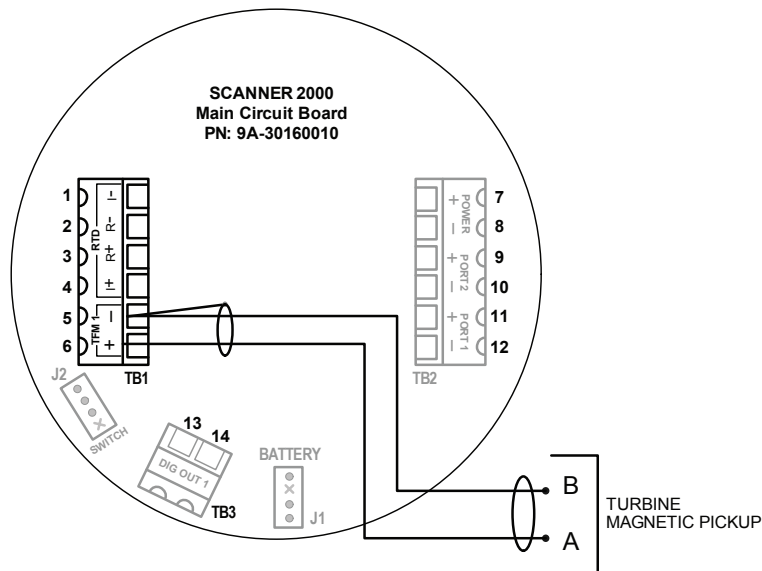 SCANNER 2000
Main Circuit Board
PN: 9A-30160010
1
2
3
4
5
6
RTD
I-
R-
R+
I+
TFM 1
−
+
TB1
+
−
POWER
+
−
PORT 2
+
−
PORT 1
7
8
9
10
11
12
TB2
J2
SWITCH
13
14
DIG OUT 1
TB3
BATTERY
J1
B
A
TURBINE
MAGNETIC PICKUP